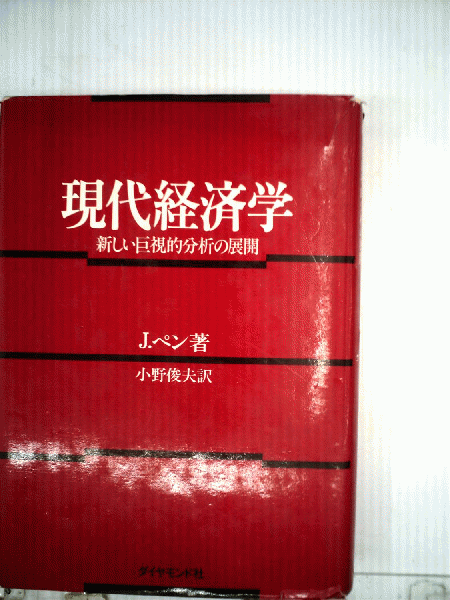 現代経済学
新しい巨視的分析の展開
J.ペン著
小野俊夫訳
ダイヤモンド社